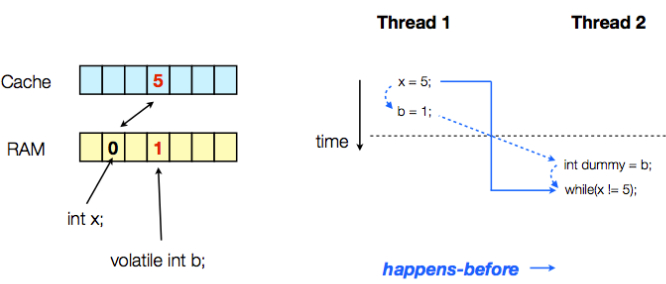 Thread 1
Thread 2
Cache
5
x = 5;
b = 1;
time
RAM
0
1
int dummy = b;
while(x != 5);
int x;
volatile int b;
happens-before